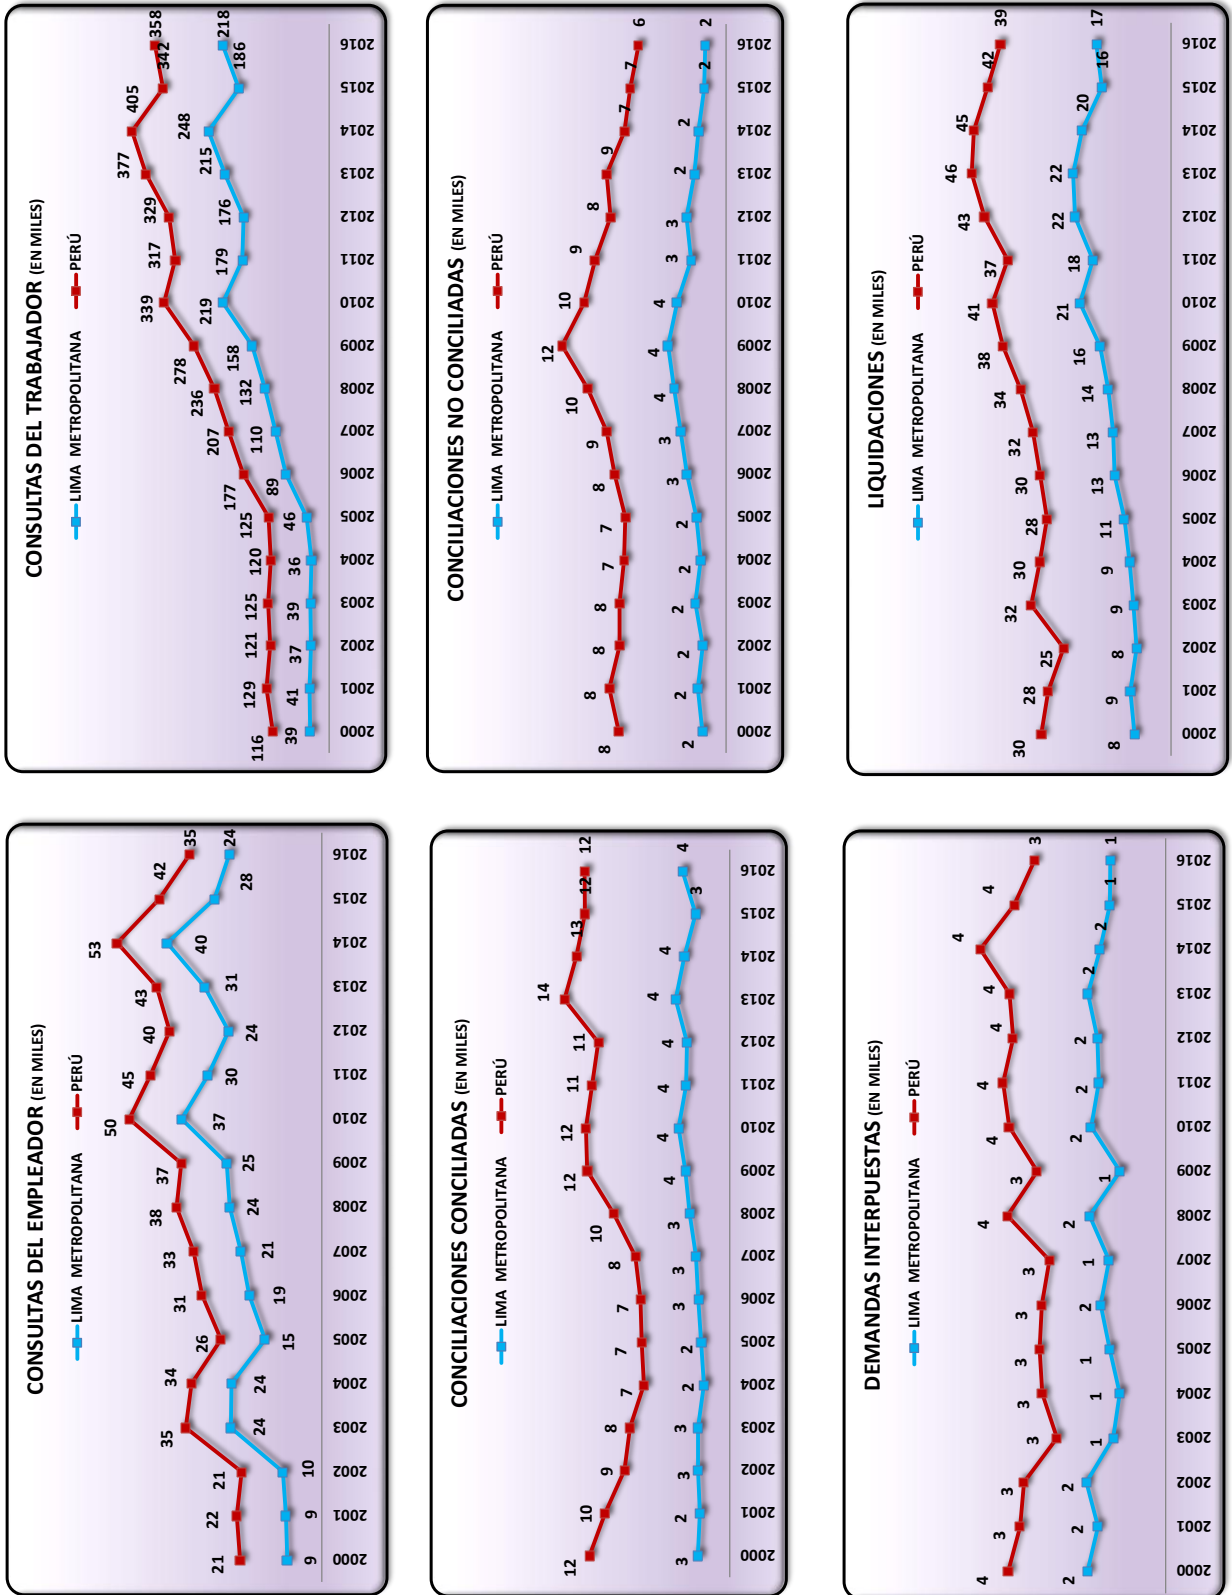 CONSULTAS DEL EMPLEADOR (EN MILES)
LIMA METROPOLITANA PERÚ
21 22 21 35 34 26 31 33 38 37 50 45 40 43 53 42 35
9 9 10 24 24 15 19 21 24 25 37 30 24 31 40 28 24
2000 2001 2002 2003 2004 2005 2006 2007 2008 2009 2010 2011 2012 2013 2014 2015 2016
CONSULTAS DEL TRABAJADOR (EN MILES)
LIMA METROPOLITANA PERÚ
116 129 121 125 120 125 177 207 236 278 339 317 329 377 405 342 358
39 41 37 39 36 46 89 110 132 158 219 179 176 215 248 186 218
2000 2001 2002 2003 2004 2005 2006 2007 2008 2009 2010 2011 2012 2013 2014 2015 2016
CONCILIACIONES CONCILIADAS (EN MILES)
LIMA METROPOLITANA PERÚ
12 10 9 8 7 7 7 8 10 12 12 11 11 14 13 12 12
3 2 3 3 2 2 3 3 3 4 4 4 4 4 4 3 4
2000 2001 2002 2003 2004 2005 2006 2007 2008 2009 2010 2011 2012 2013 2014 2015 2016
CONCILIACIONES NO CONCILIADAS (EN MILES)
LIMA METROPOLITANA PERÚ
8 8 8 8 7 7 8 9 10 12 10 9 8 9 7 7 6
2 2 2 2 2 2 3 3 4 4 4 3 3 2 2 2 2
2000 2001 2002 2003 2004 2005 2006 2007 2008 2009 2010 2011 2012 2013 2014 2015 2016
DEMANDAS INTERPUESTAS (EN MILES)
LIMA METROPOLITANA PERÚ
4 3 3 3 3 3 3 3 4 3 4 4 4 4 4 4 3
2 2 2 1 1 1 2 1 2 1 2 2 2 2 2 1 1
2000 2001 2002 2003 2004 2005 2006 2007 2008 2009 2010 2011 2012 2013 2014 2015 2016
LIQUIDACIONES (EN MILES)
LIMA METROPOLITANA PERÚ
30 28 25 32 30 28 30 32 34 38 41 37 43 46 45 42 39
8 9 8 9 9 11 13 13 14 16 21 18 22 22 20 16 17
2000 2001 2002 2003 2004 2005 2006 2007 2008 2009 2010 2011 2012 2013 2014 2015 2016